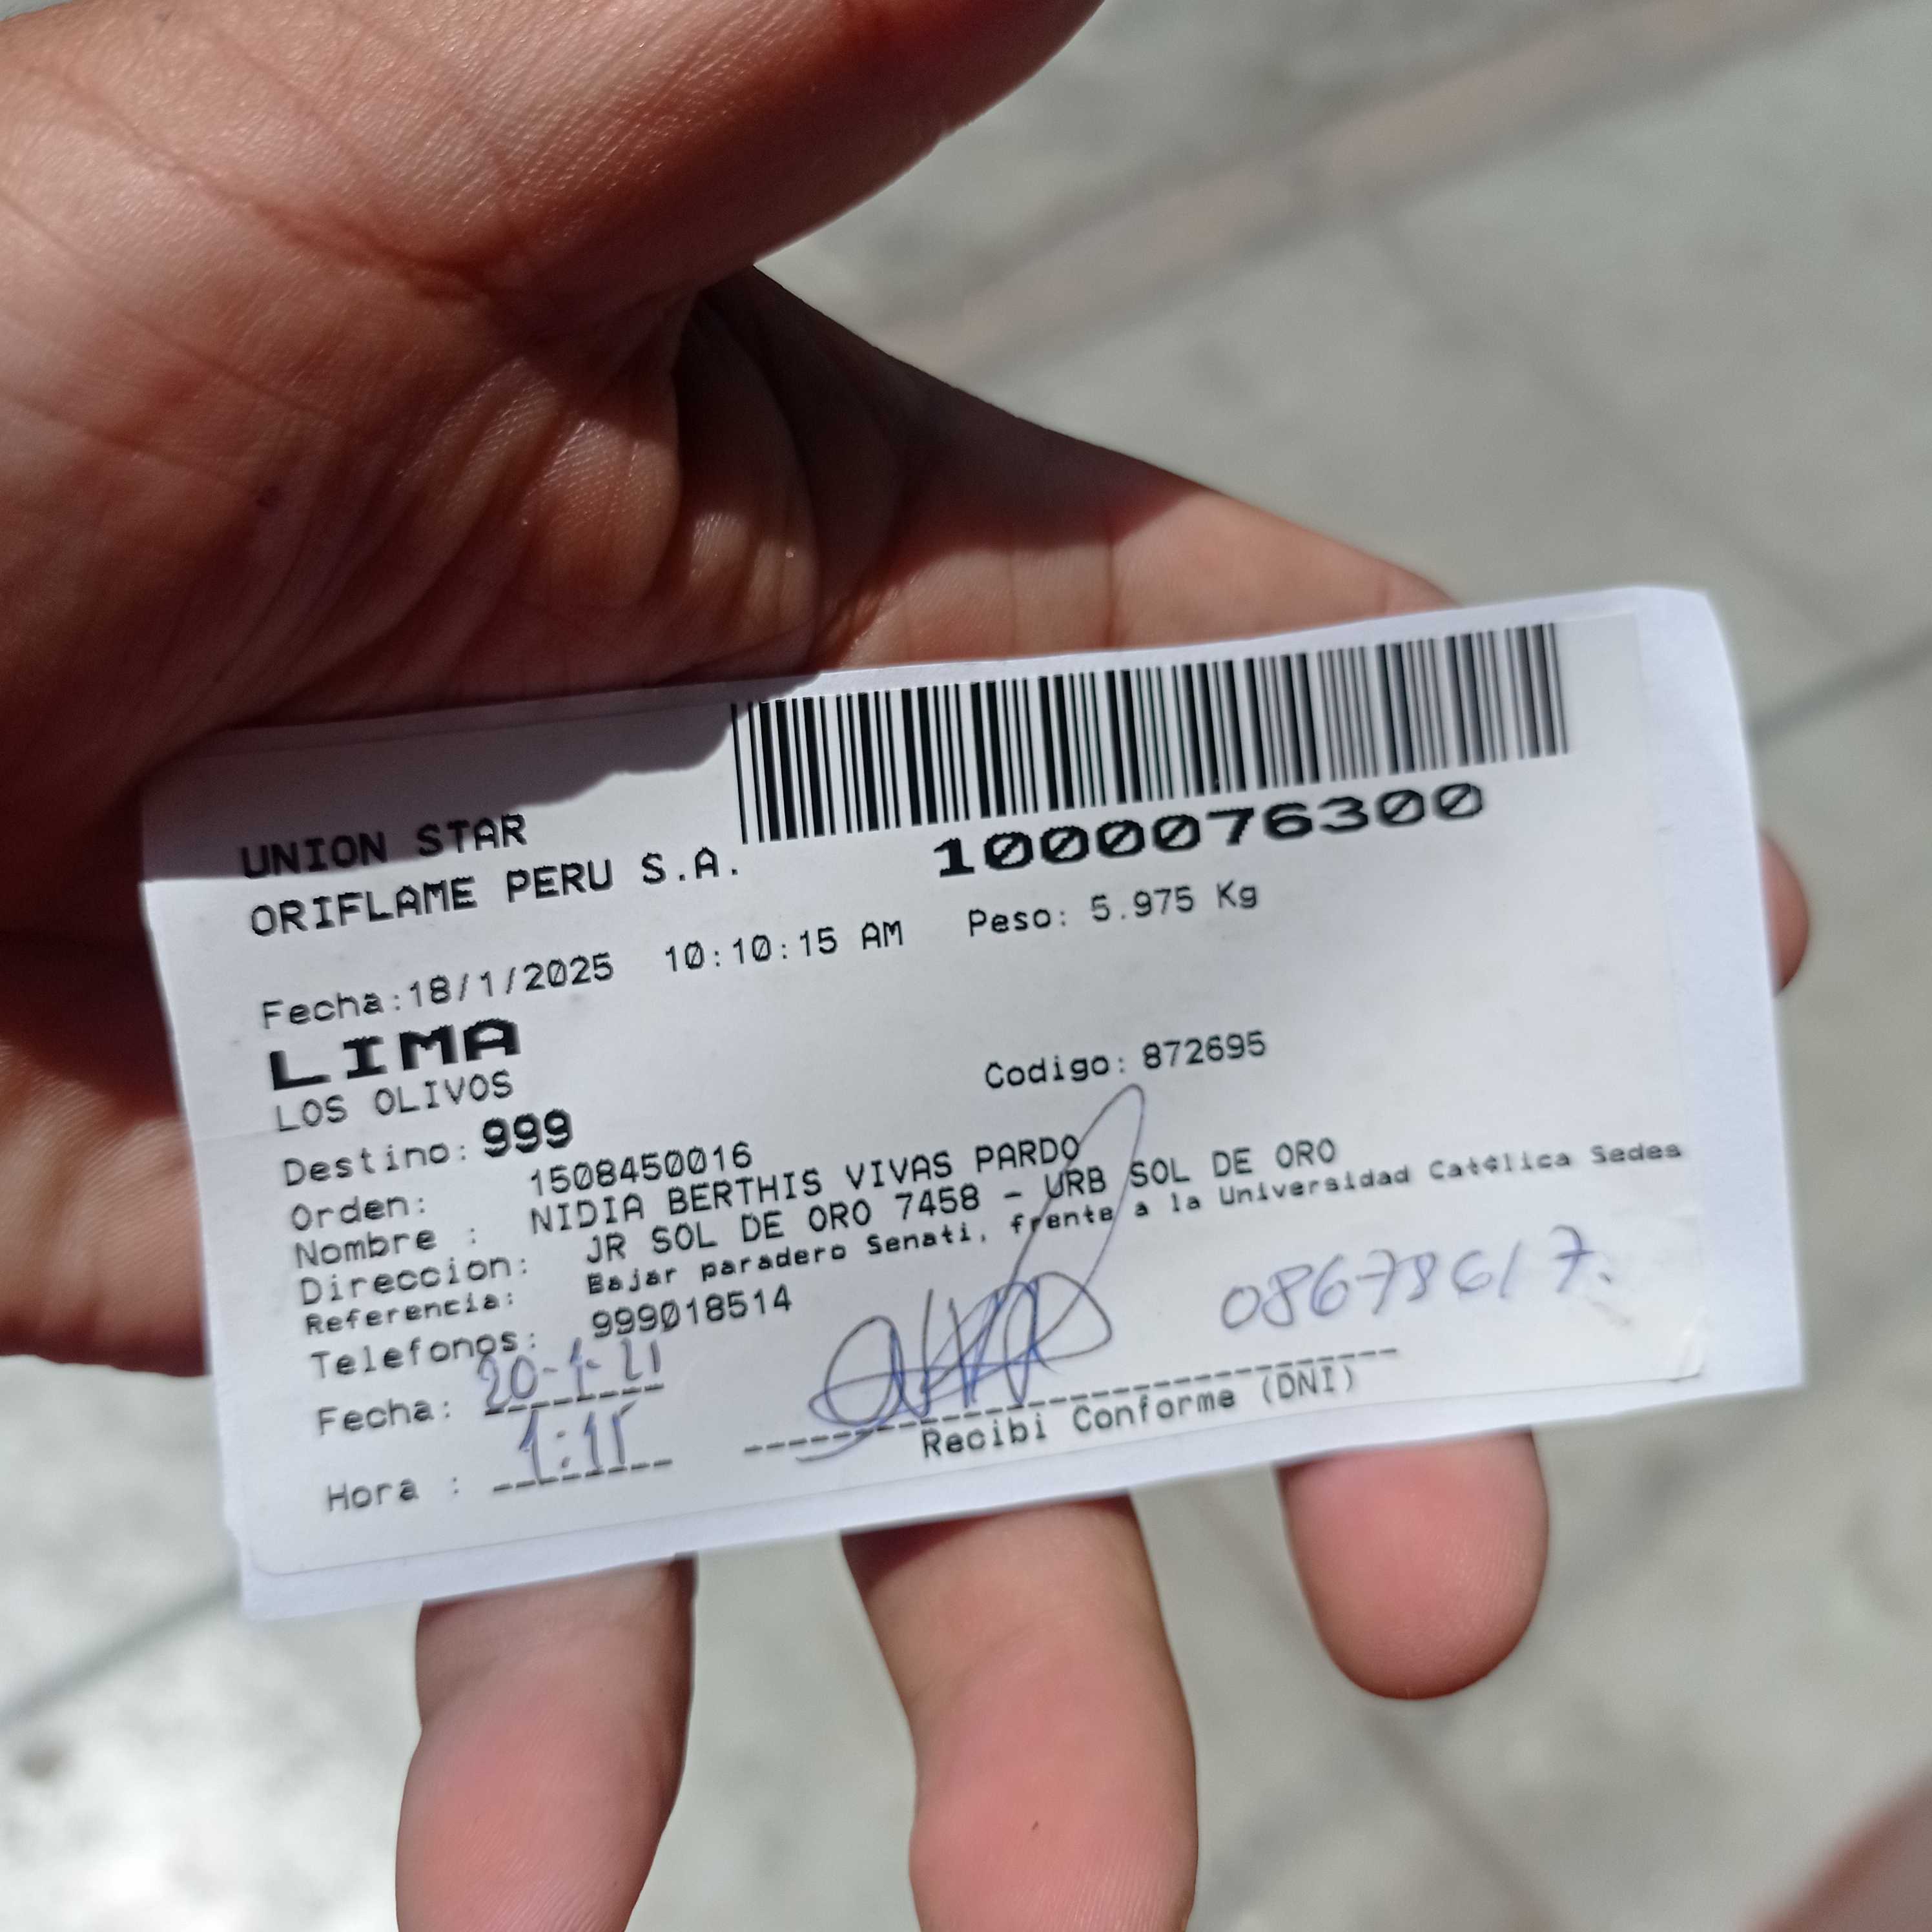 1000076300
UNION STAR
ORIFLAME PERU S.A.
Fecha:18/1/2025 10:10:15 AM Peso: 5.975 Kg
LIMA
LOS OLIVOS Codigo: 872695
Destino: 999
Orden: 1508450016
Nombre : NIDIA BERTHIS VIVAS PARDO
Direccion: JR SOL DE ORO 7458 - URB SOL DE ORO
Referencia: Bajar paradero Senati, frente a la Universidad Católica Sedes
Telefonos: 999018514
Fecha: 20-1-21
Hora : 1:15
Recibi Conforme (DNI)